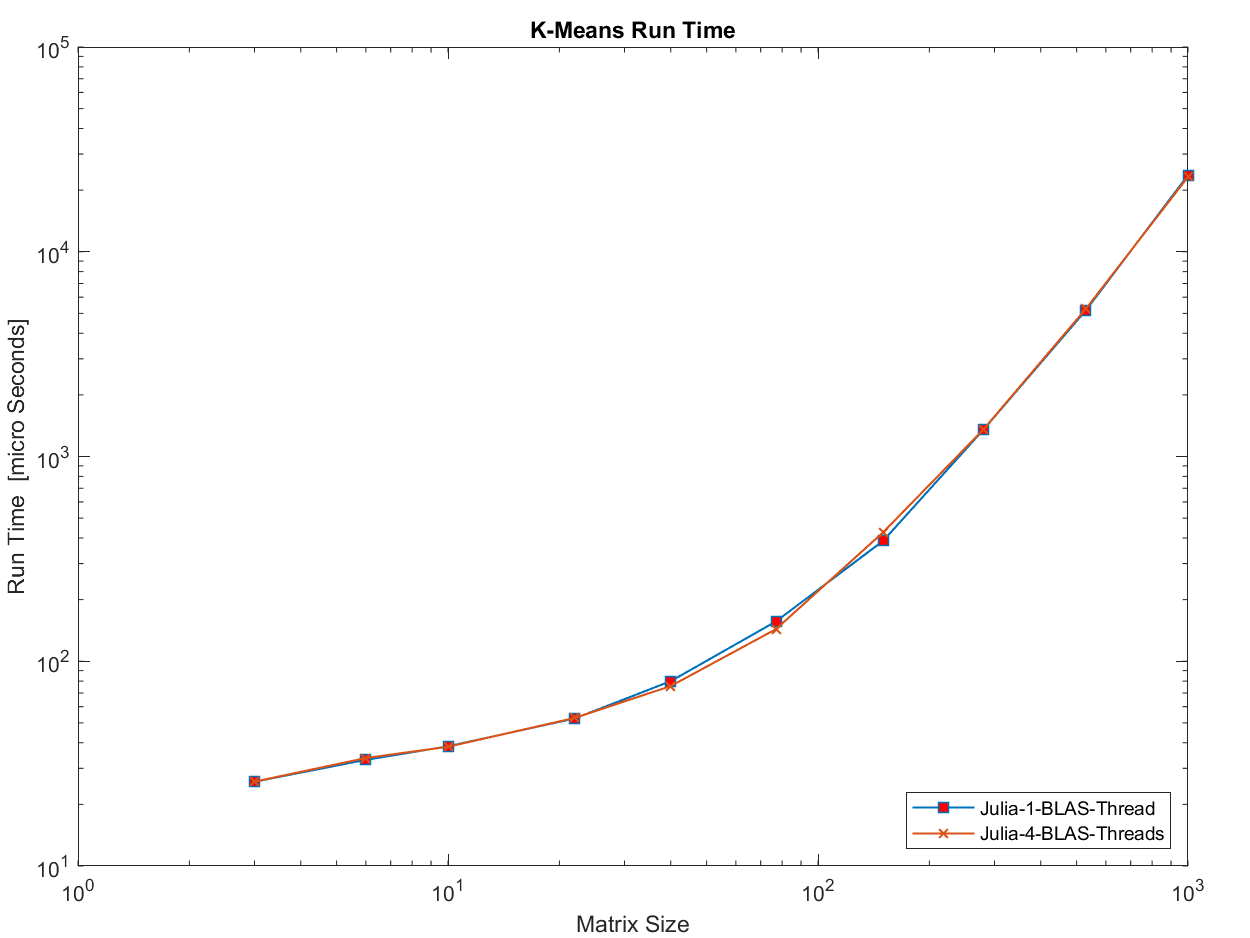 K-Means Run Time
10^5
10^4
10^3
10^2
10^1
Run Time [micro Seconds]
10^0
10^1
10^2
10^3
Matrix Size
Julia-1-BLAS-Thread
Julia-4-BLAS-Threads